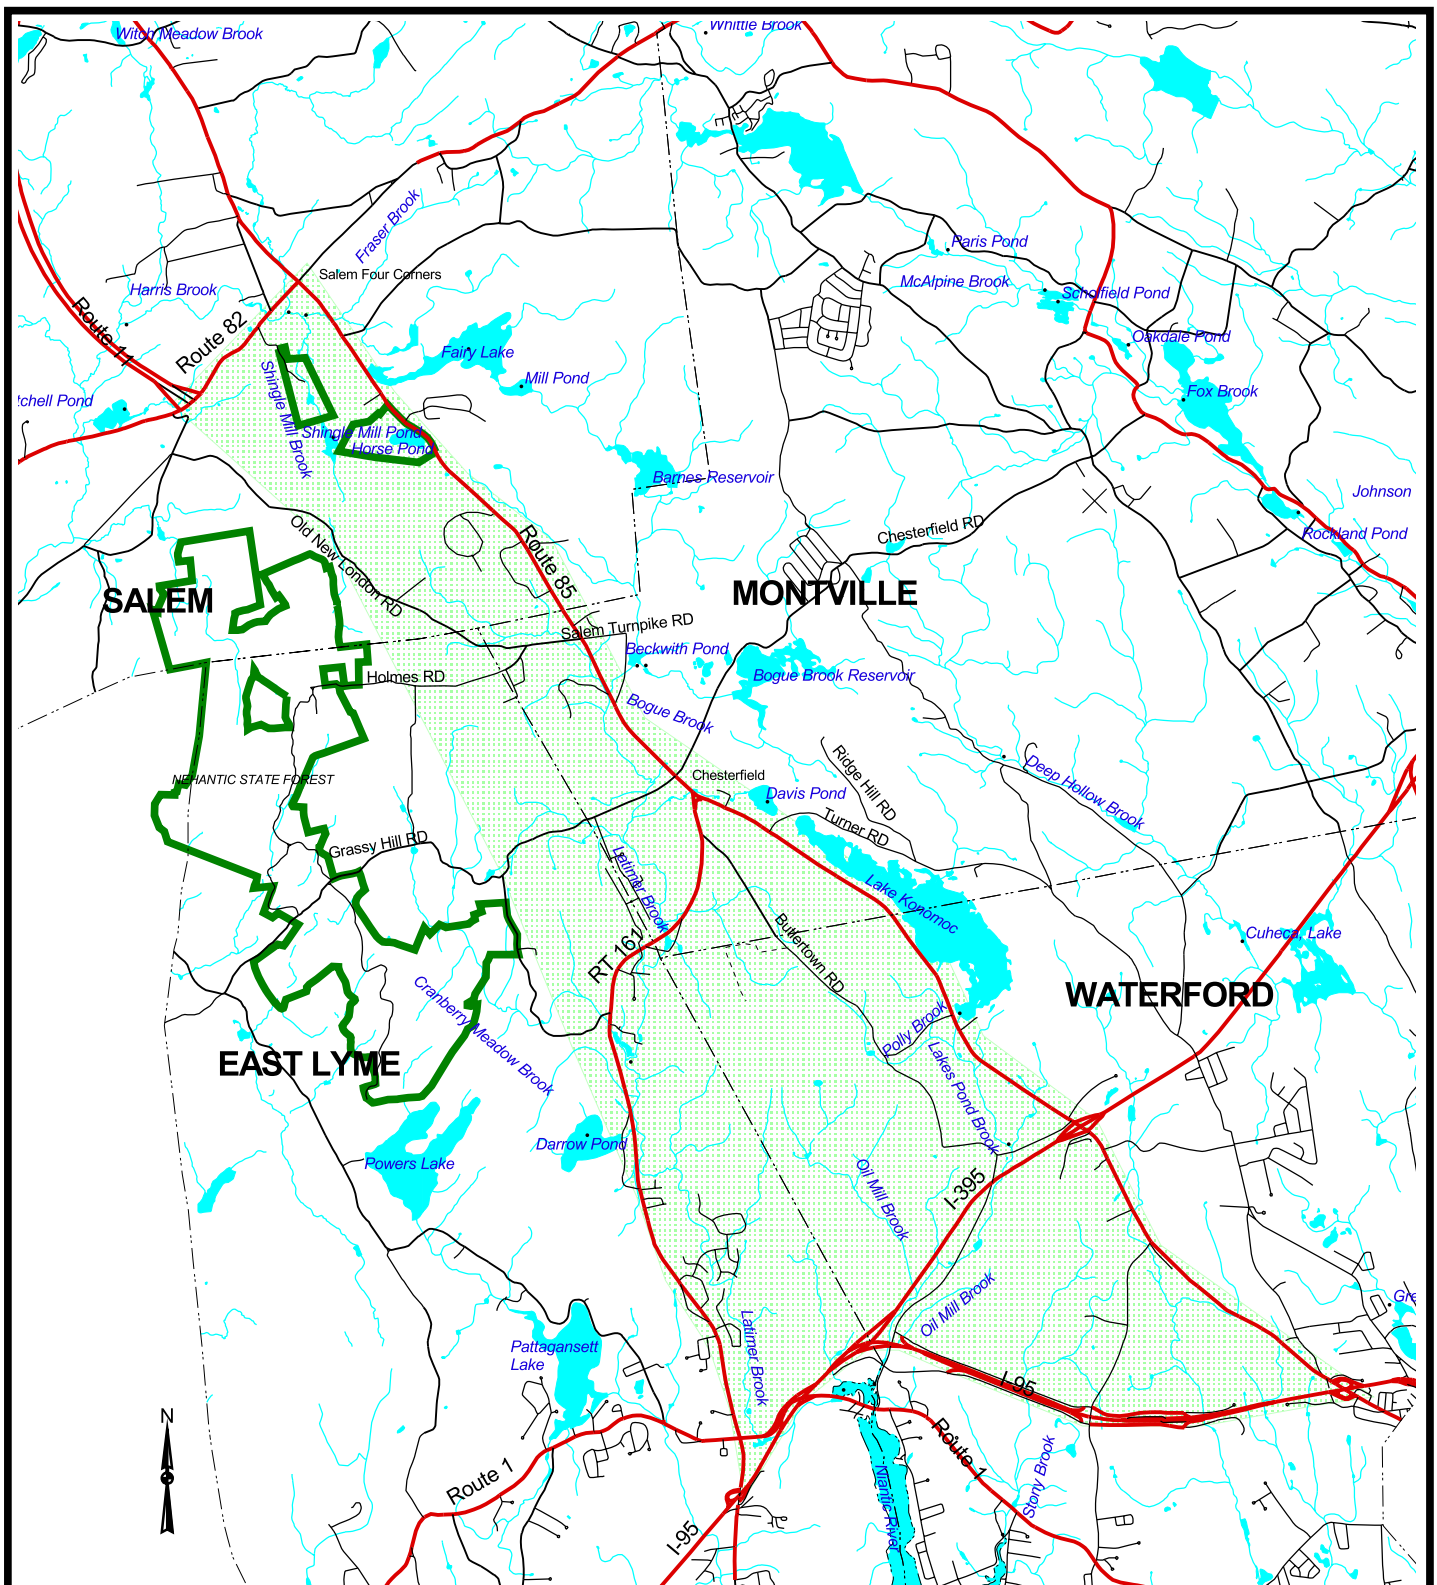 Witch Meadow Brook
Whittle Brook
Fraser Brook
Salem Four Corners
Paris Pond
McAlpine Brook
Scholfield Pond
Harris Brook
Route 11
Route 82
Fairy Lake
Oakdale Pond
Mill Pond
Fox Brook
tchell Pond
Shingle Mill Brook
Shingle Mill Pond
Horse Pond
Barnes Reservoir
Johnson
Old New London RD
Route 85
Chesterfield RD
Rockland Pond
SALEM
MONTVILLE
Salem Turnpike RD
Beckwith Pond
Holmes RD
Bogue Brook Reservoir
Bogue Brook
NEHANTIC STATE FOREST
Chesterfield
Ridge Hill RD
Deep Hollow Brook
Davis Pond
Turner RD
Grassy Hill RD
Latimer Brook
Lake Konomoc
RT 161
Butlertown RD
Cuheca, Lake
Cranberry Meadow Brook
WATERFORD
Polly Brook
Lakes Pond Brook
EAST LYME
Darrow Pond
Powers Lake
Oil Mill Brook
I-395
Oil Mill Brook
Gre
Latimer Brook
Pattagansett
Lake
I-95
N
Route 1
Route 1
Niantic River
Stony Brook
I-95